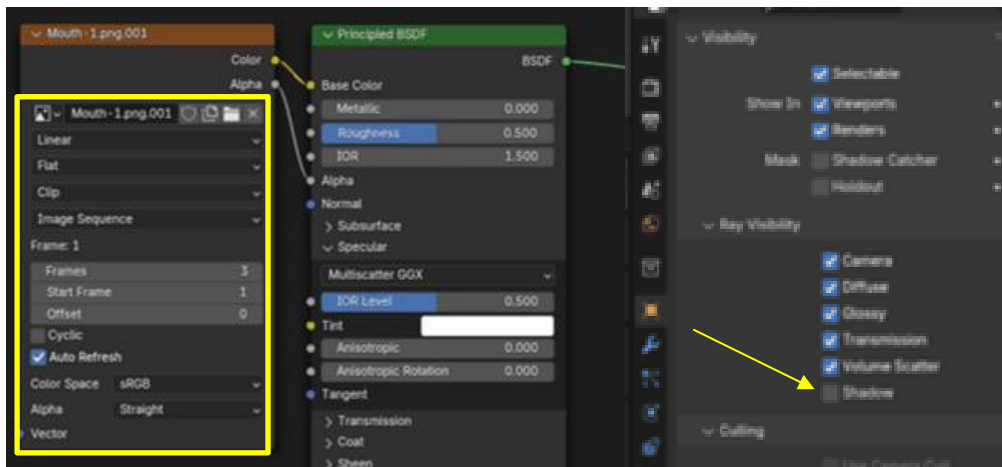 Mouth-1.png.001
Color
Alpha
Mouth-1.png.001
Linear
Flat
Clip
Image Sequence
Frame: 1
Frames 3
Start Frame 1
Offset 0
Cyclic
Auto Refresh
Color Space sRGB
Alpha Straight
Vector
Principled BSDF
BSDF
Base Color
Metallic 0.000
Roughness 0.500
IOR 1.500
Alpha
Normal
Subsurface
Specular
Multiscatter GGX
IOR Level 0.500
Tint
Anisotropic 0.000
Anisotropic Rotation 0.000
Tangent
Transmission
Coat
Sheen
Visibility
Selectable
Show In Viewports
Renders
Mask Shadow Catcher
Holdout
Ray Visibility
Camera
Diffuse
Glossy
Transmission
Volume Scatter
Shadow
Culling